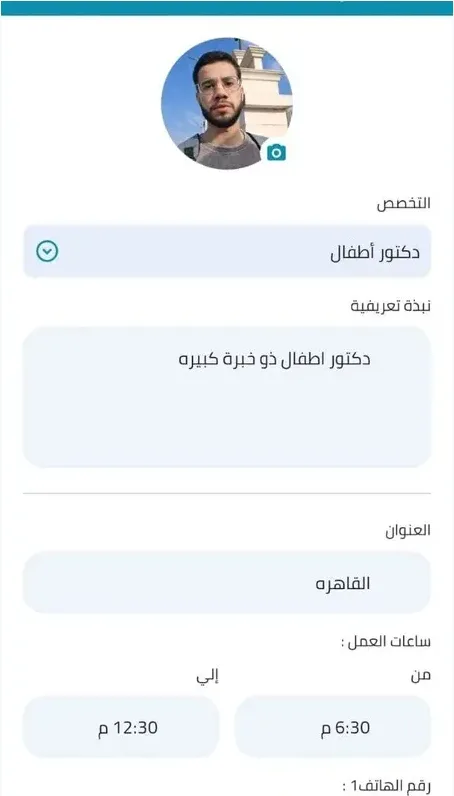 التخصص
دكتور أطفال
نبذة تعريفية
دكتور اطفال ذو خبرة كبيره
العنوان
القاهره
ساعات العمل :
من إلي
6:30 م 12:30 م
رقم الهاتف1 :